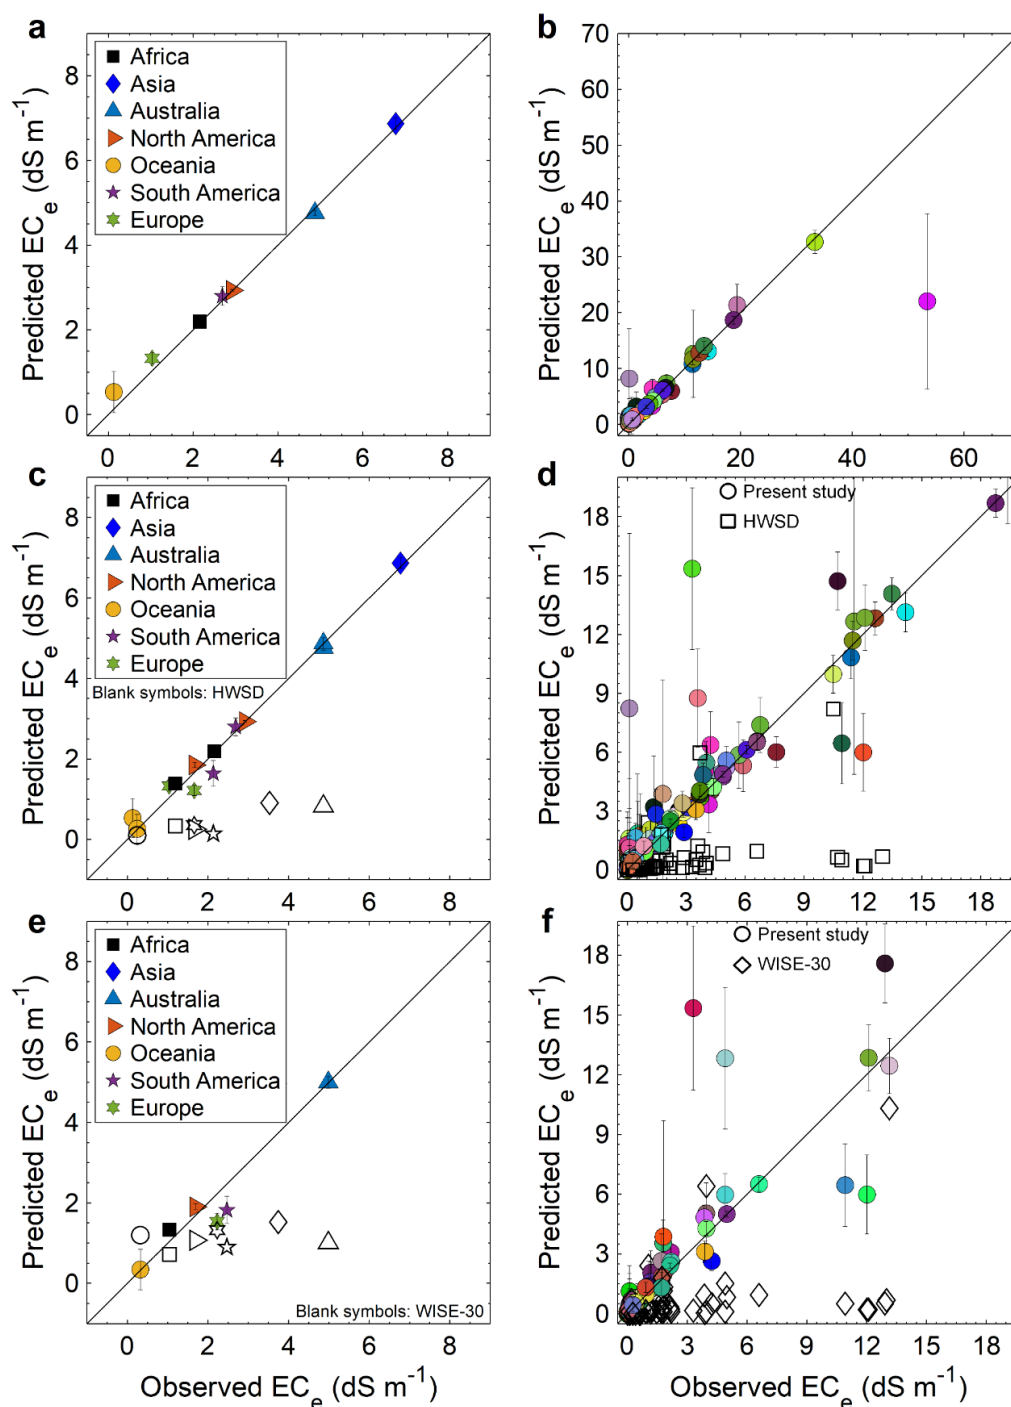 a
Africa
Asia
Australia
North America
Oceania
South America
Europe
8
6
4
2
0
0 2 4 6 8
Predicted ECe (dS m⁻¹)
b
70
60
50
40
30
20
10
0
0 20 40 60
Predicted ECe (dS m⁻¹)
c
Africa
Asia
Australia
North America
Oceania
South America
Europe
Blank symbols: HWSD
8
6
4
2
0
0 2 4 6 8
Predicted ECe (dS m⁻¹)
d
Present study
HWSD
18
15
12
9
6
3
0
0 3 6 9 12 15 18
Predicted ECe (dS m⁻¹)
e
Africa
Asia
Australia
North America
Oceania
South America
Europe
Blank symbols: WISE-30
8
6
4
2
0
0 2 4 6 8
Predicted ECe (dS m⁻¹)
Observed ECe (dS m⁻¹)
f
Present study
WISE-30
18
15
12
9
6
3
0
0 3 6 9 12 15 18
Predicted ECe (dS m⁻¹)
Observed ECe (dS m⁻¹)